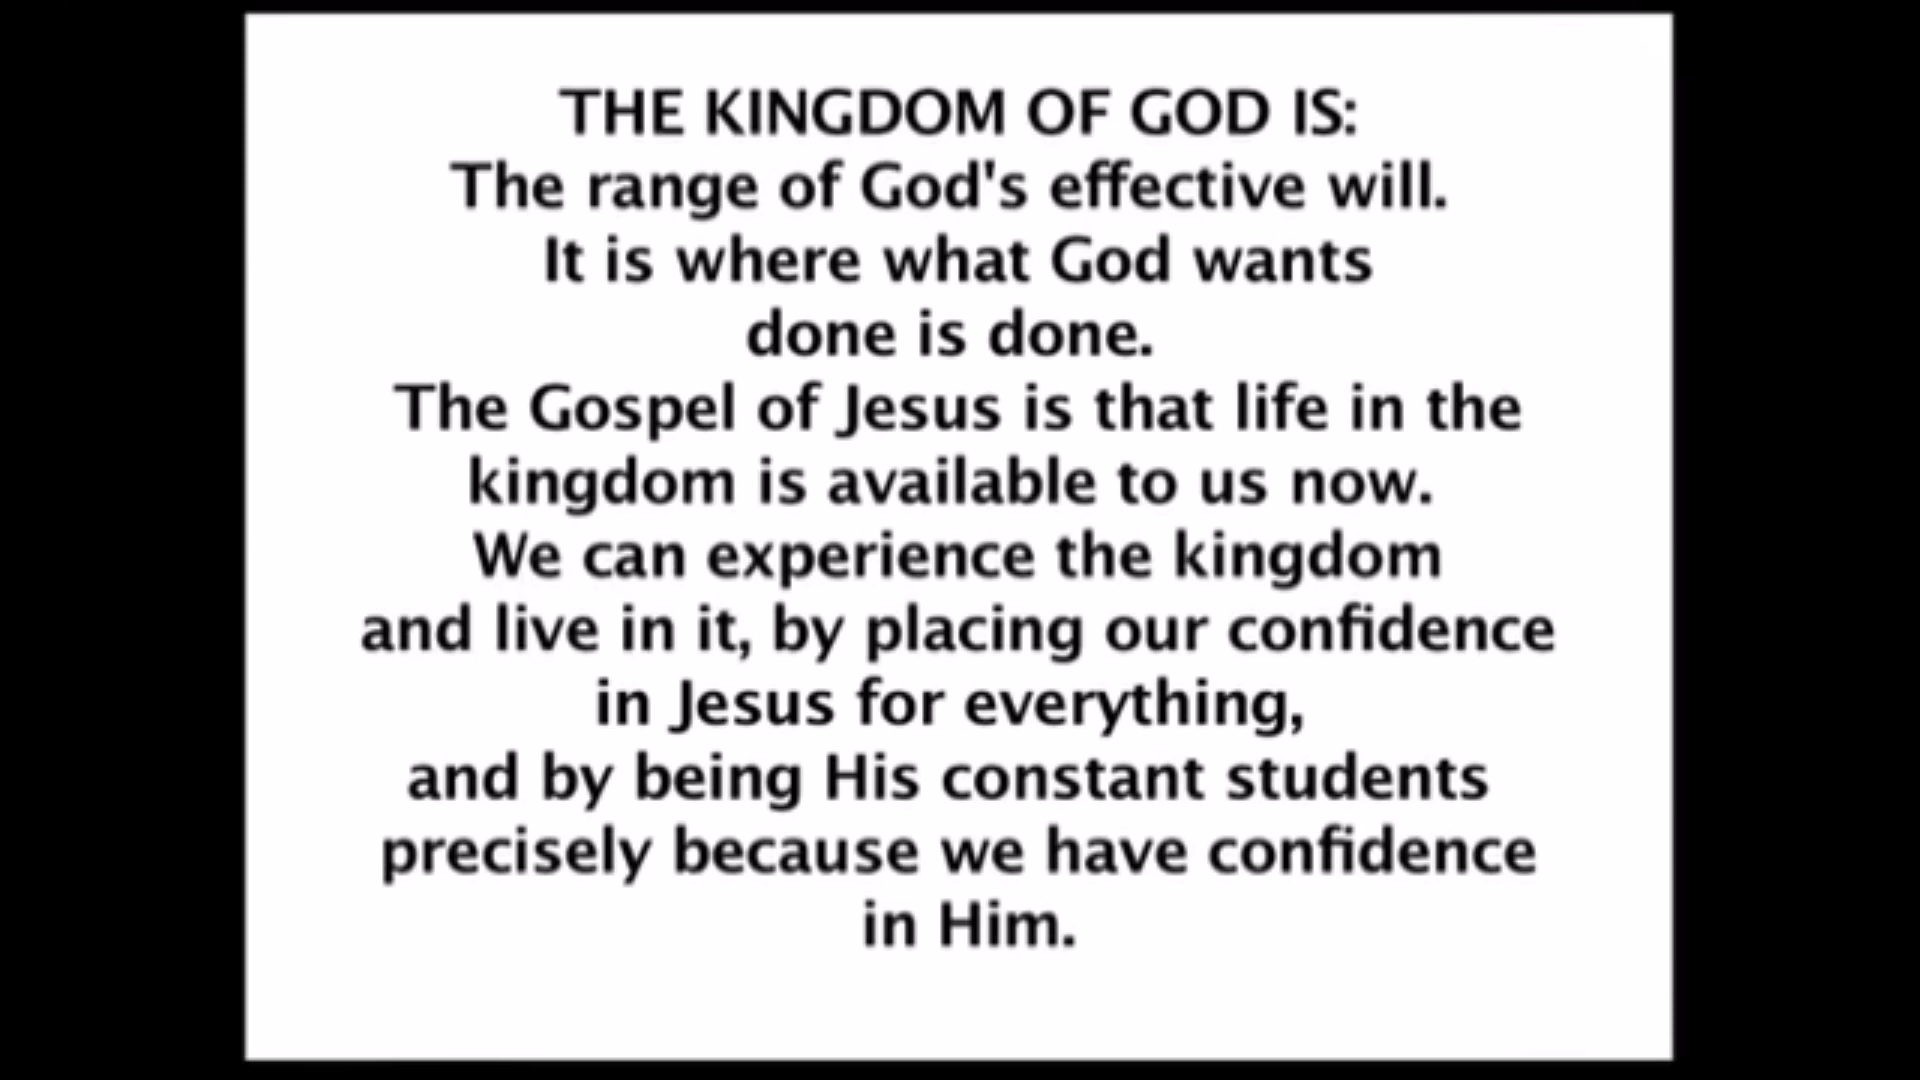 THE KINGDOM OF GOD IS:
The range of God's effective will.
It is where what God wants
done is done.
The Gospel of Jesus is that life in the
kingdom is available to us now.
We can experience the kingdom
and live in it, by placing our confidence
in Jesus for everything,
and by being His constant students
precisely because we have confidence
in Him.